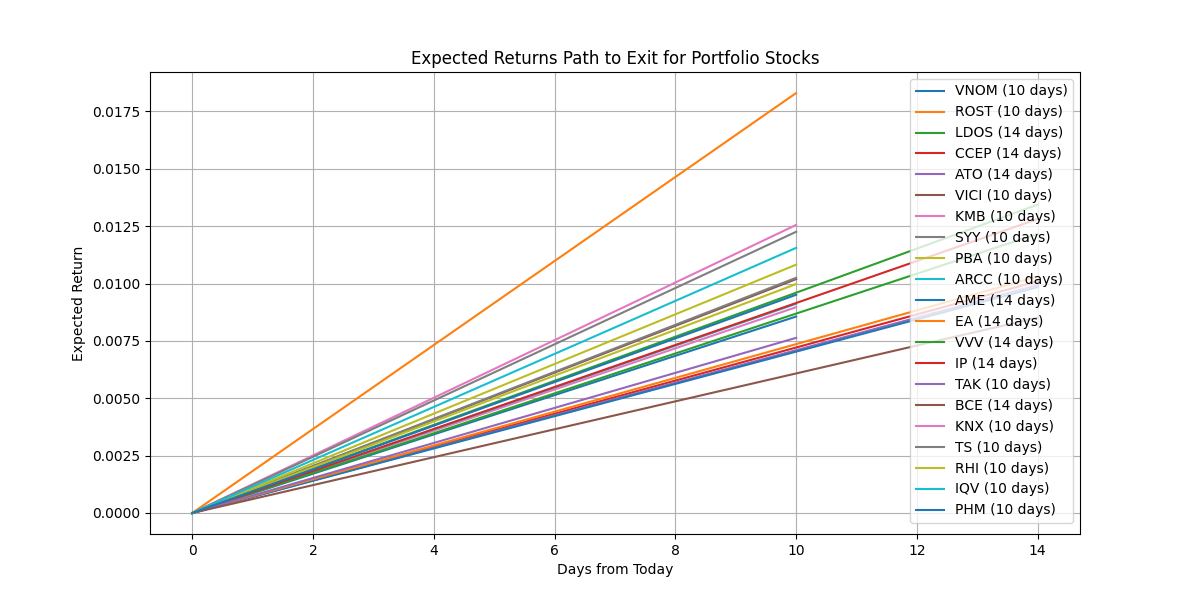 Expected Returns Path to Exit for Portfolio Stocks
Expected Return
0.0175
0.0150
0.0125
0.0100
0.0075
0.0050
0.0025
0.0000
VNOM (10 days)
ROST (10 days)
LDOS (14 days)
CCEP (14 days)
ATO (14 days)
VICI (10 days)
KMB (10 days)
SYY (10 days)
PBA (10 days)
ARCC (10 days)
AME (14 days)
EA (14 days)
VVV (14 days)
IP (14 days)
TAK (10 days)
BCE (14 days)
KNX (10 days)
TS (10 days)
RHI (10 days)
IQV (10 days)
PHM (10 days)
0 2 4 6 8 10 12 14
Days from Today